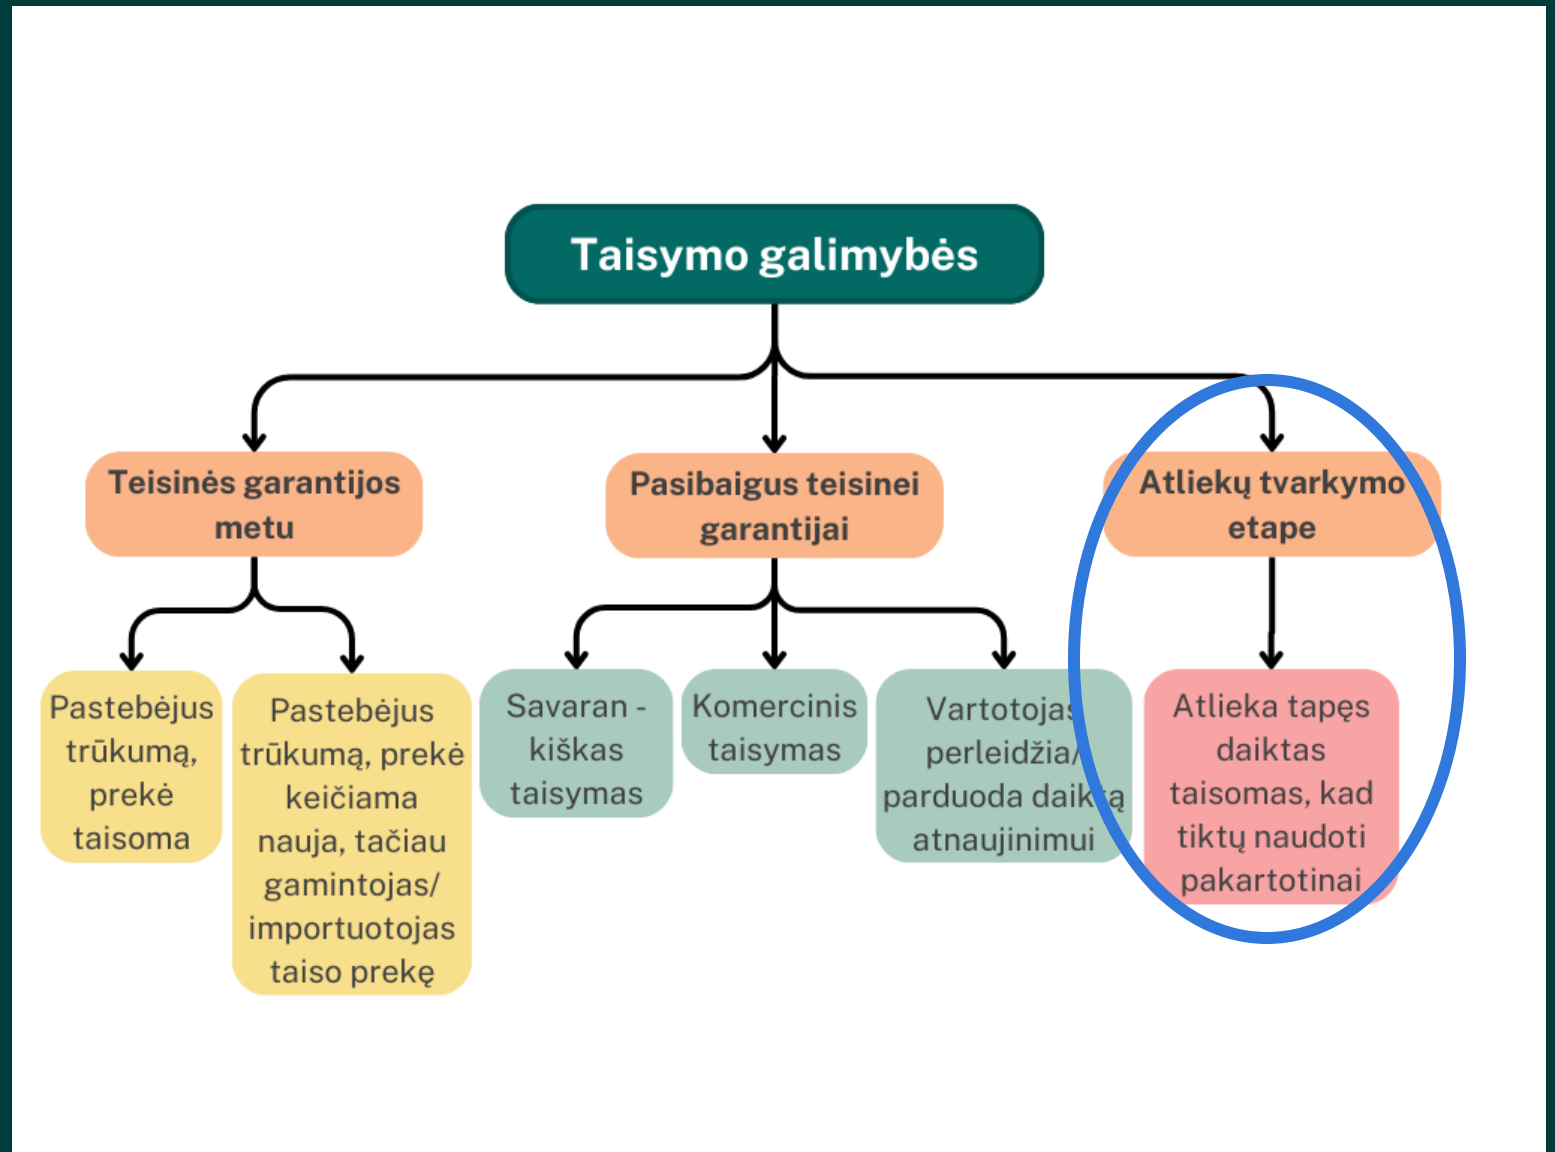 Taisymo galimybės
Teisinės garantijos
metu
Pasibaigus teisinei
garantijai
Atliekų tvarkymo
etape
Pastebėjus
trūkumą,
prekė
taisoma
Pastebėjus
trūkumą, prekė
keičiama
nauja, tačiau
gamintojas/
importuotojas
taiso prekę
Savaran -
kiškas
taisymas
Komercinis
taisymas
Vartotojas
perleidžia/
parduoda daiktą
atnaujinimui
Atlieka tapęs
daiktas
taisomas, kad
tiktų naudoti
pakartotinai